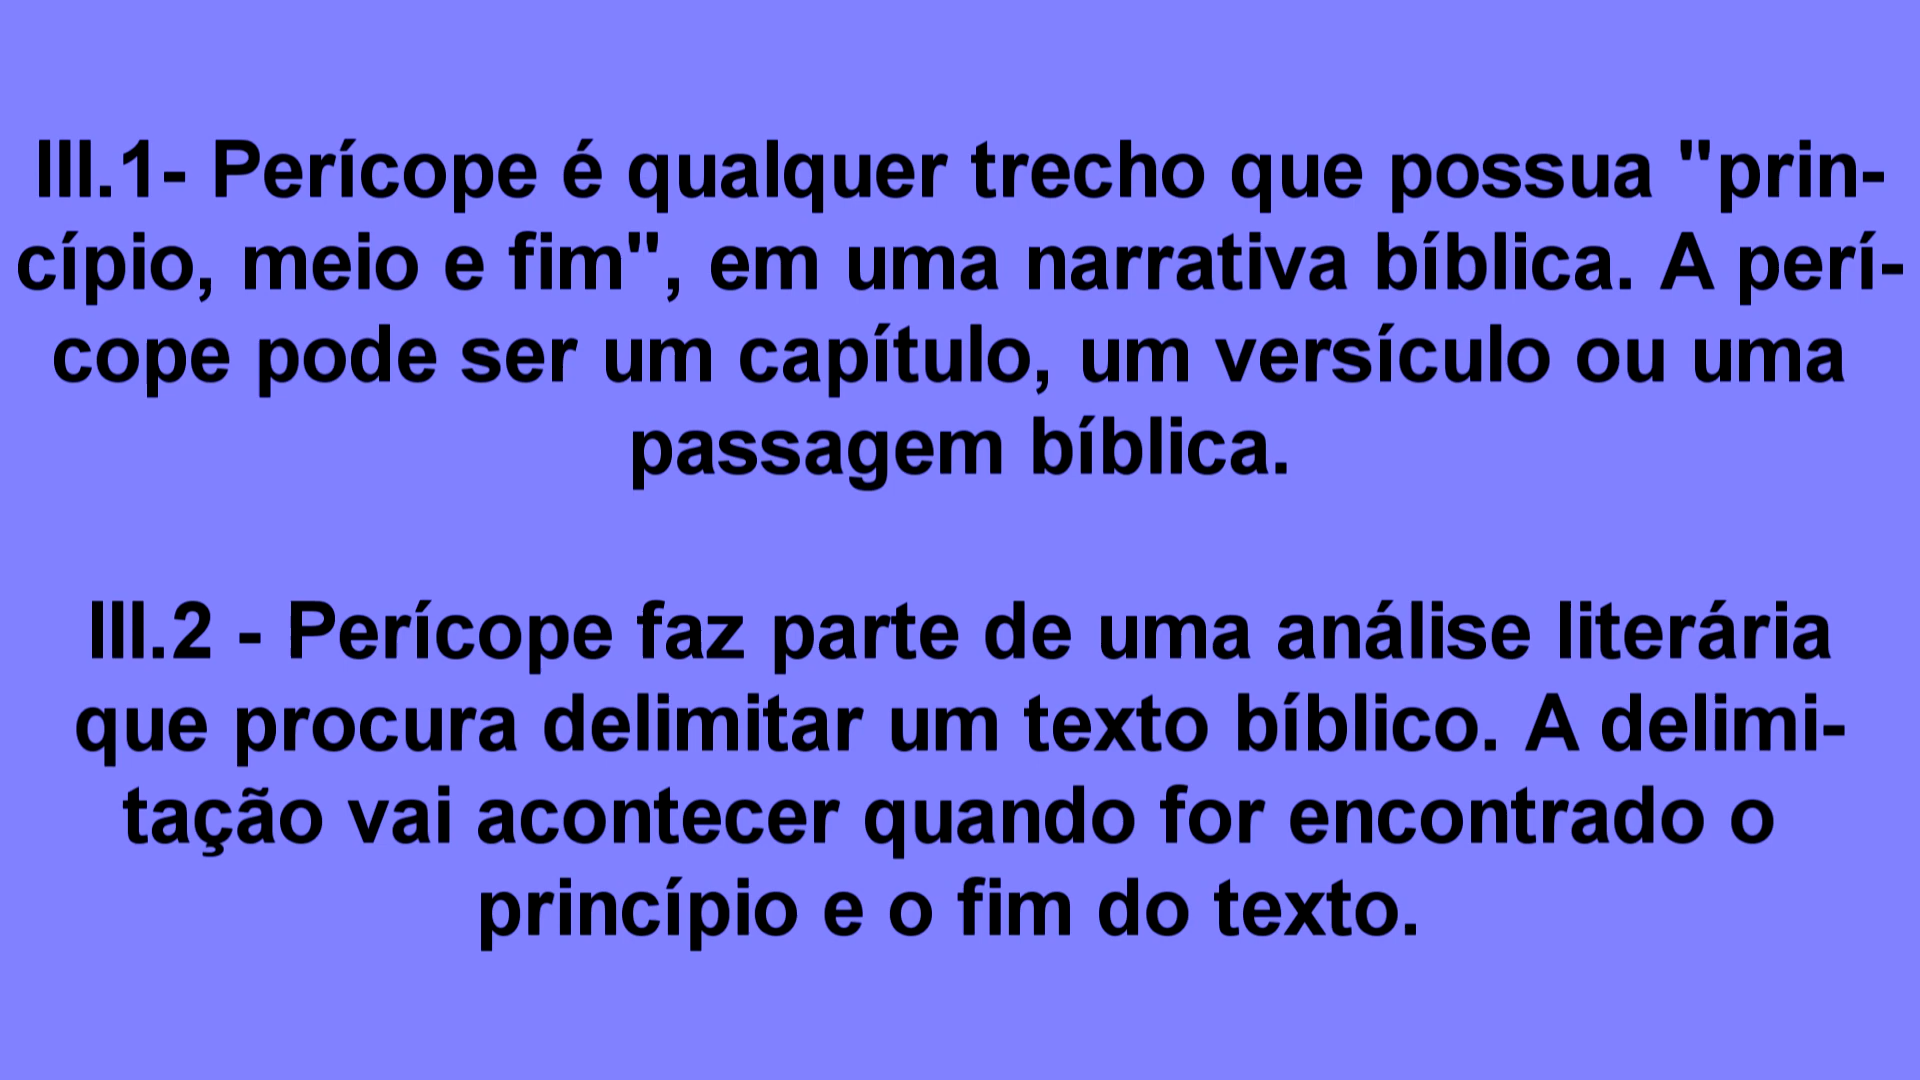 III.1- Perícope é qualquer trecho que possua "prin-
cípio, meio e fim", em uma narrativa bíblica. A perí-
cope pode ser um capítulo, um versículo ou uma
passagem bíblica.
III.2 - Perícope faz parte de uma análise literária
que procura delimitar um texto bíblico. A delimi-
tação vai acontecer quando for encontrado o
princípio e o fim do texto.